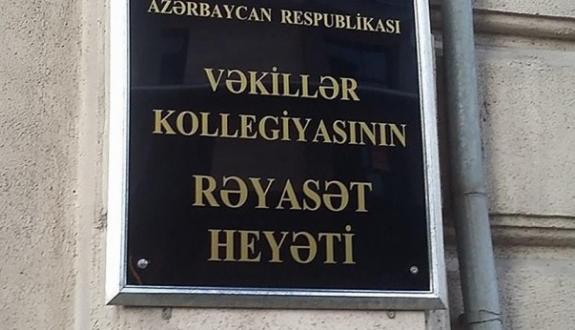 AZƏRBAYCAN RESPUBLİKASI
VƏKİLLƏR
KOLLEGİYASININ
RƏYASƏT
HEYƏTİ